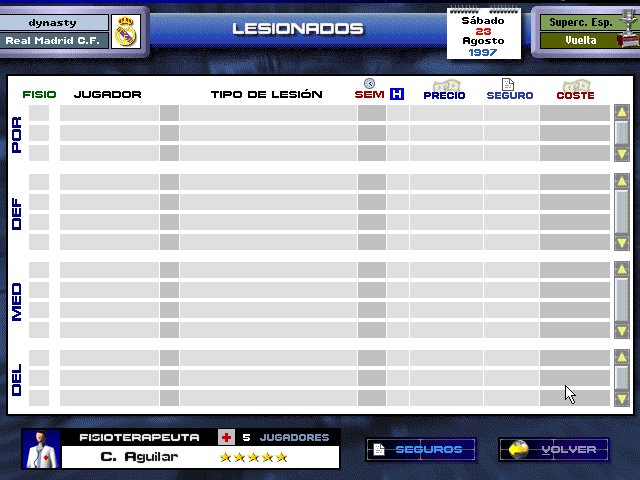 dynasty
Real Madrid C.F.
LESIONADOS
Sábado
23
Agosto
1997
Superc. Esp.
Vuelta
FISIO JUGADOR TIPO DE LESIÓN SEM H PRECIO SEGURO COSTE
POR
DEF
MED
DEL
FISIOTERAPEUTA 5 JUGADORES
C. Aguilar
SEGUROS
VOLVER